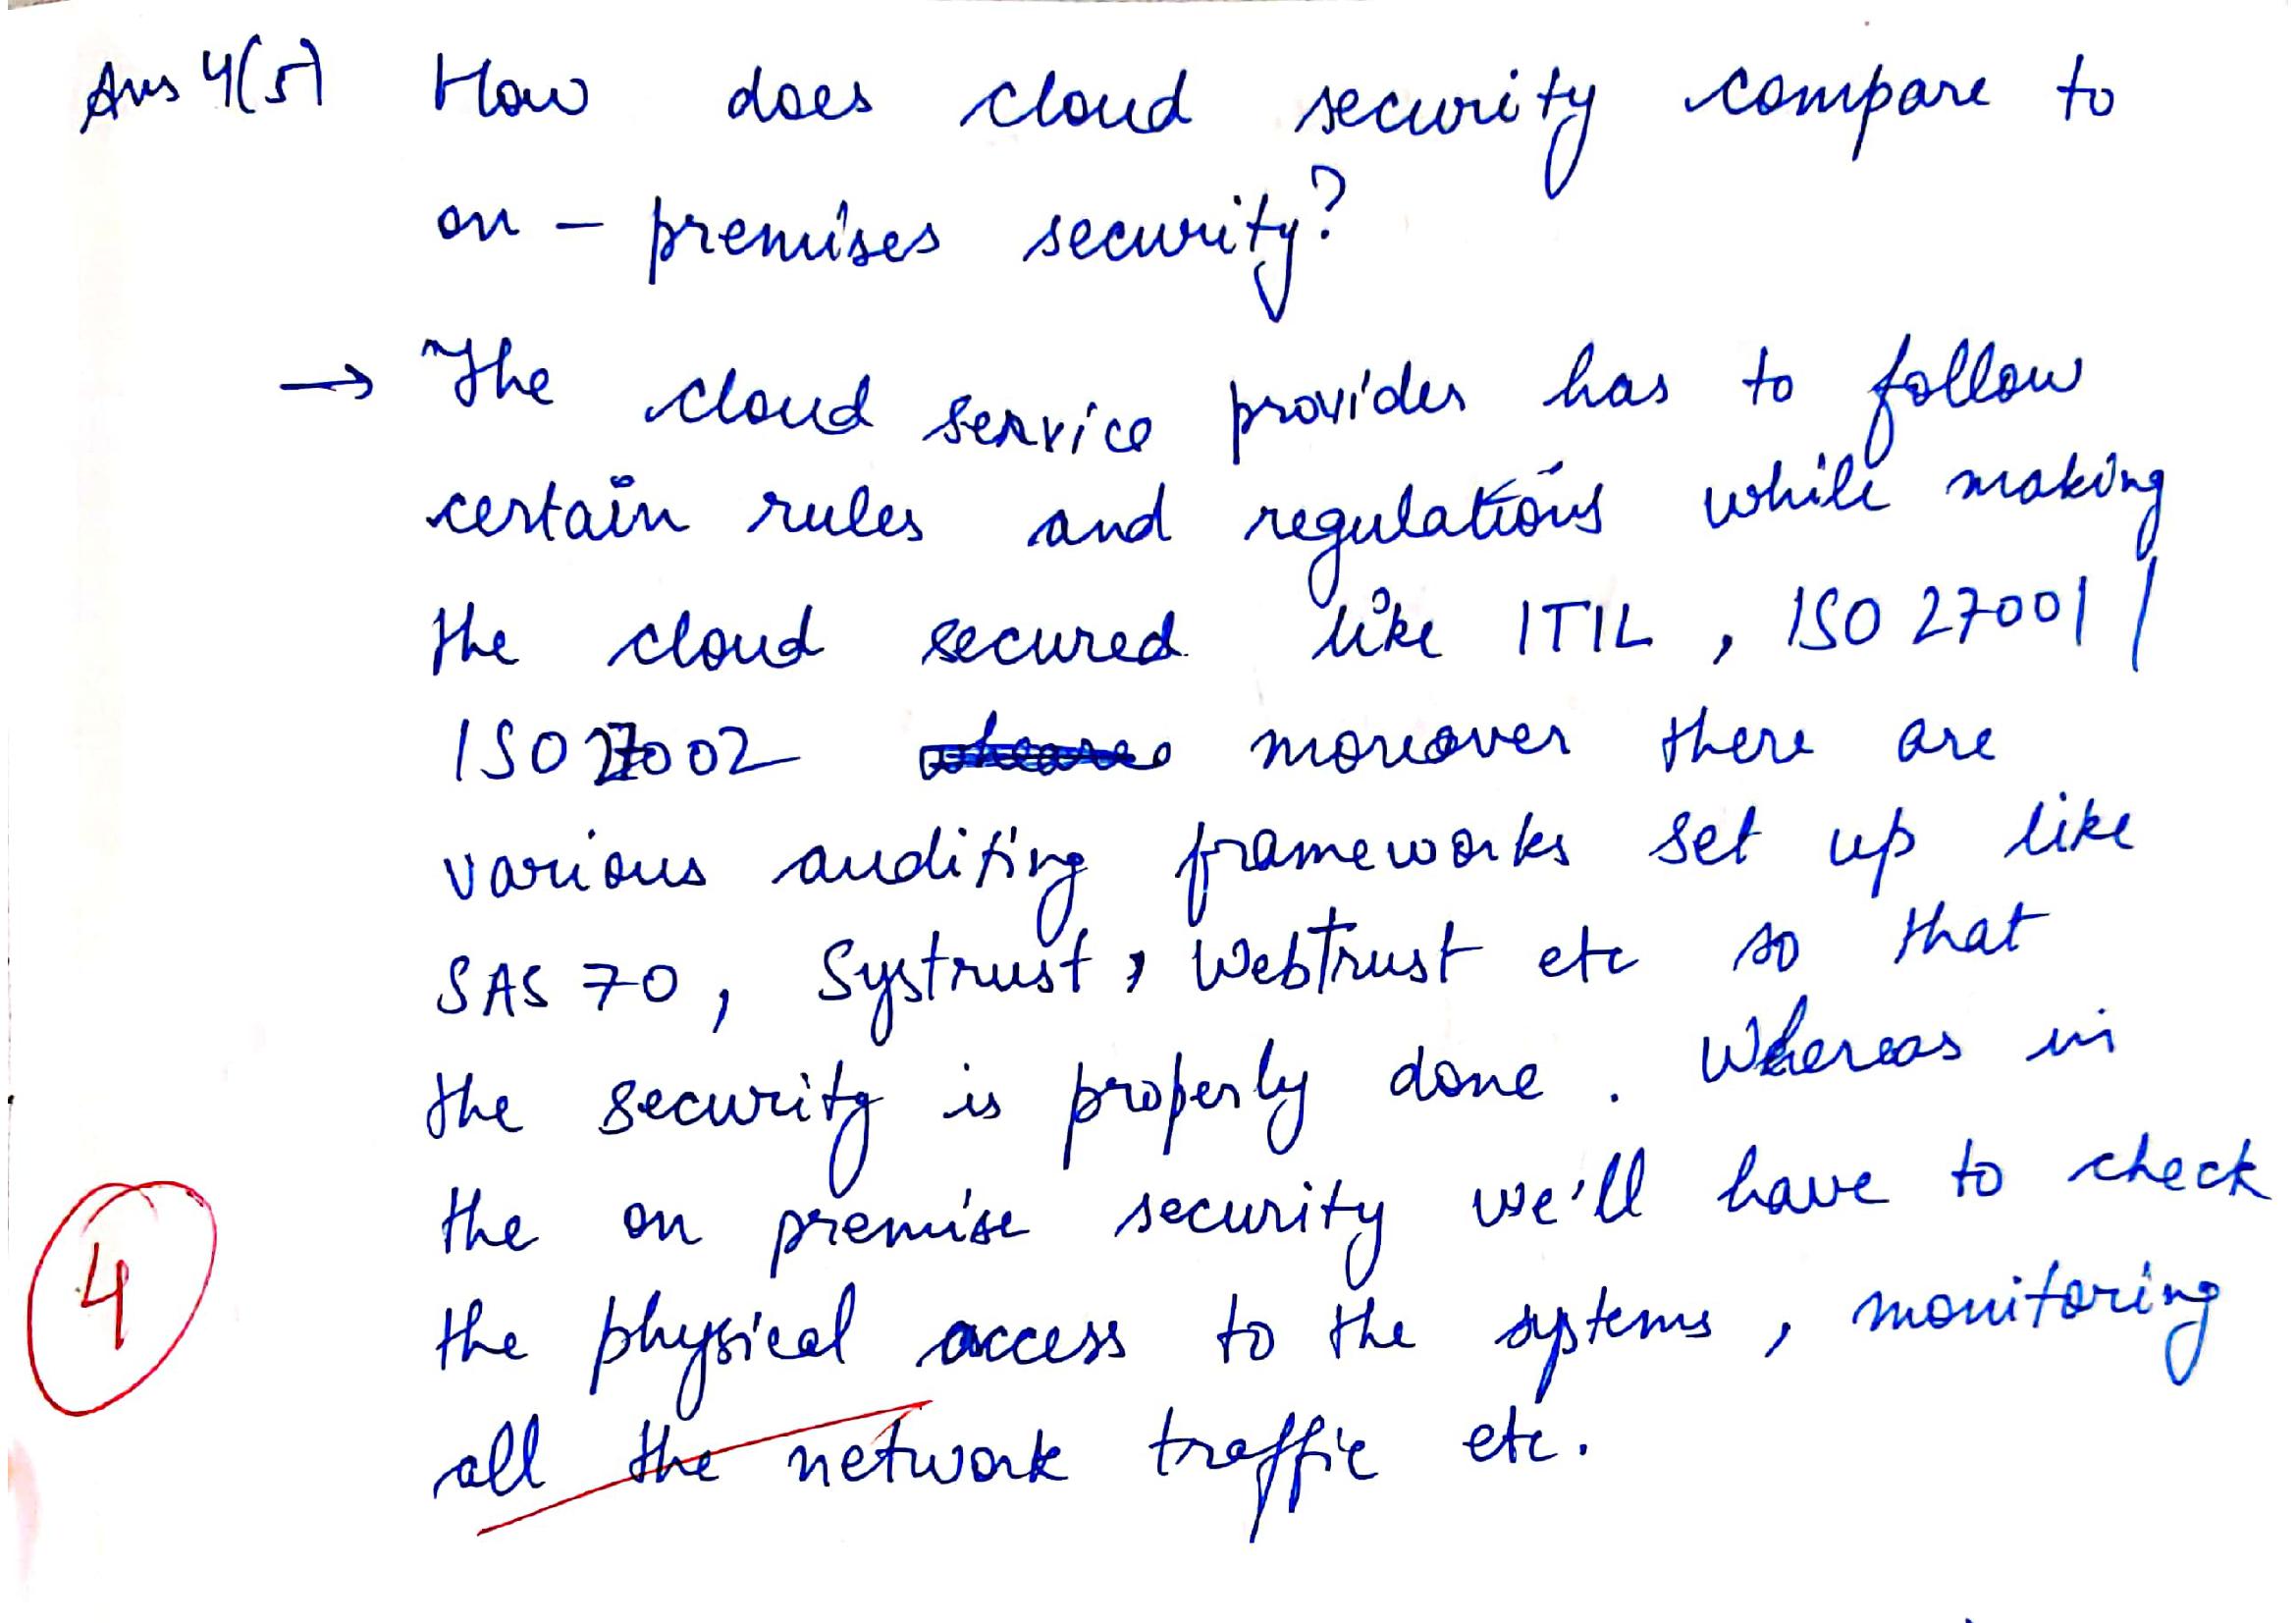 Ans 4(5) How does cloud security compare to
on - premises security?
→ The cloud service provider has to follow
certain rules and regulations while making
the cloud secured like ITIL, ISO 27001/
ISO 27002 moreover there are
various auditing frameworks set up like
SAS 70, Systrust, WebTrust etc so that
the security is properly done. Whereas in
the on premise security we'll have to check
4
the physical access to the systems, monitoring
all the network traffic etc.